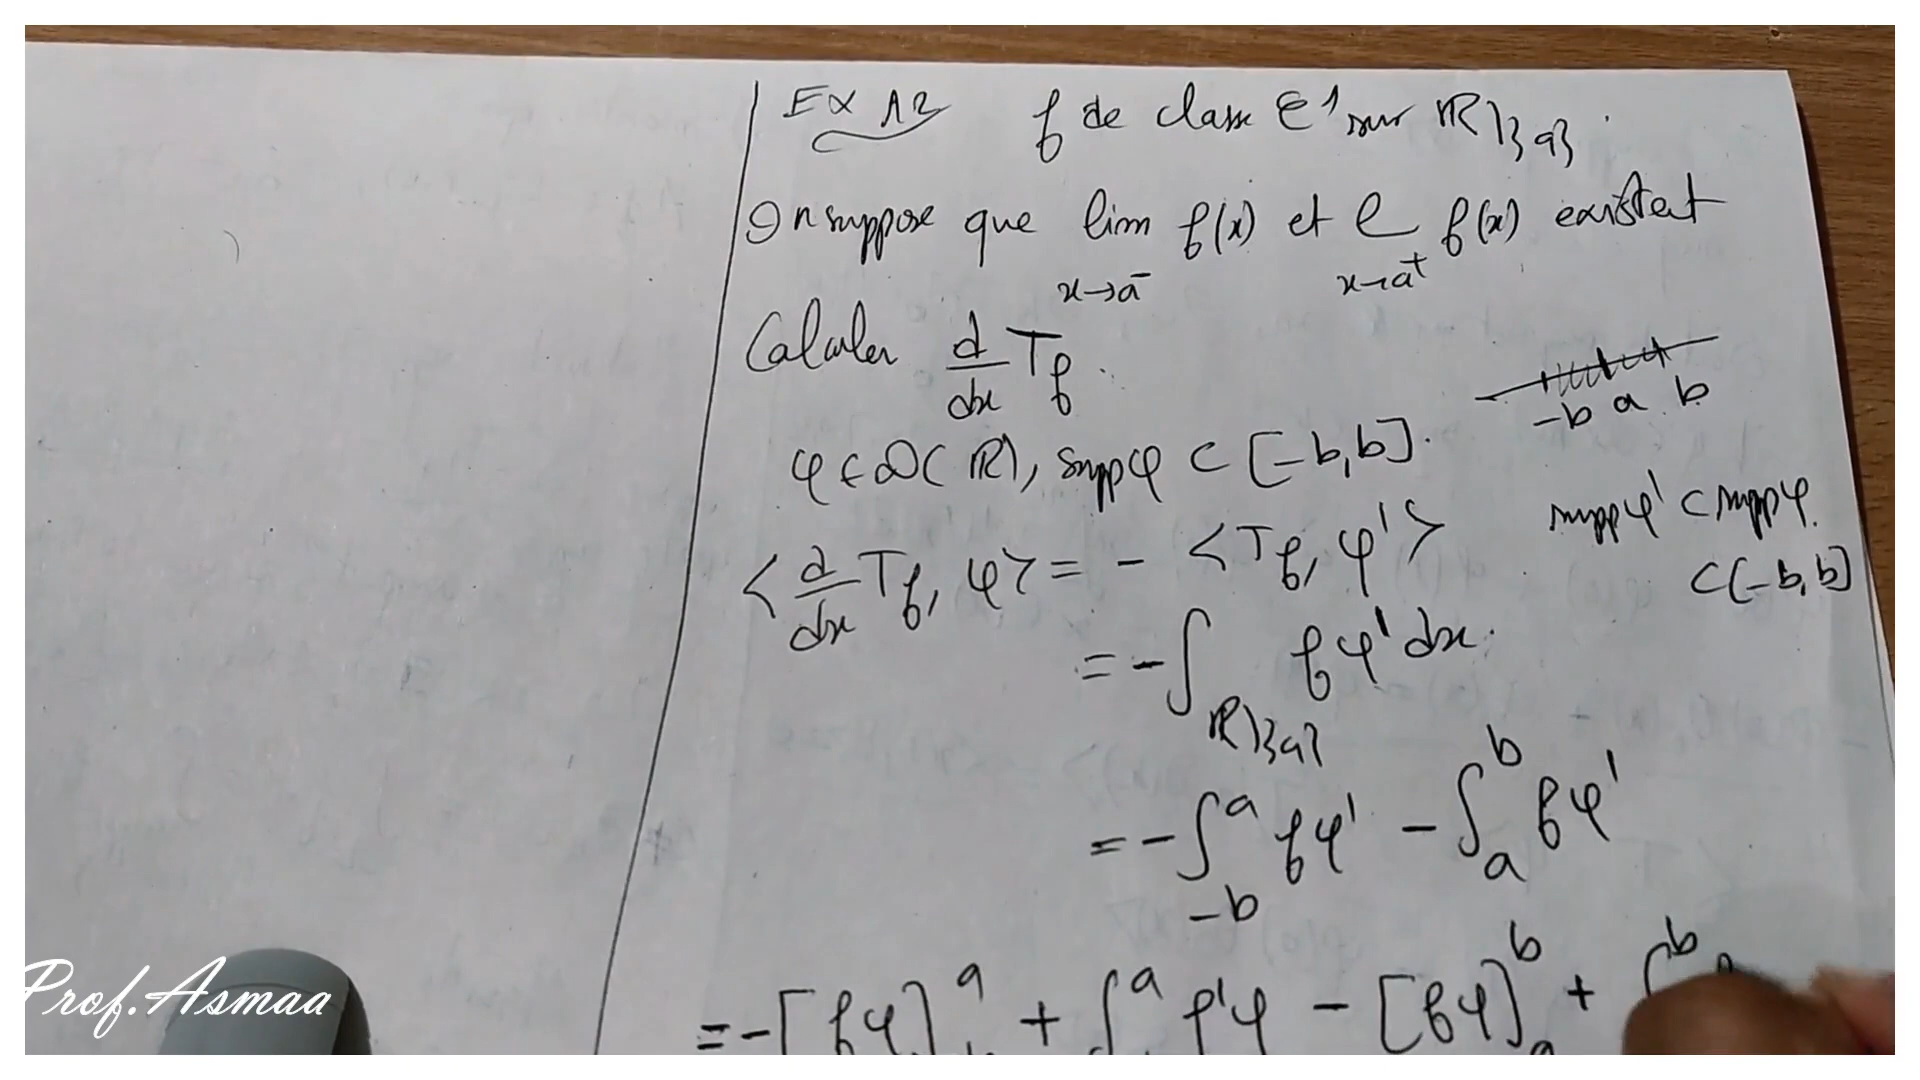 Ex 12 f de classe C¹ sur ℝ\{a}.
On suppose que lim f(x) et l f(x) existent
x→a⁻ x→a⁺
Calculer d/dx T_f.
-b a b
φ ∈ D(ℝ), supp φ ⊂ [-b,b].
supp φ' ⊂ supp φ.
⊂ [-b,b]
< d/dx T_f, φ > = - < T_f, φ' >
= - ∫_{ℝ\{a}} f φ' dx.
= - ∫_{-b}^{a} f φ' - ∫_{a}^{b} f φ'
= - [fφ]^{a} + ∫^{a} f'φ - [fφ]_{a}^{b} + ∫^{b}
Prof.Asmaa